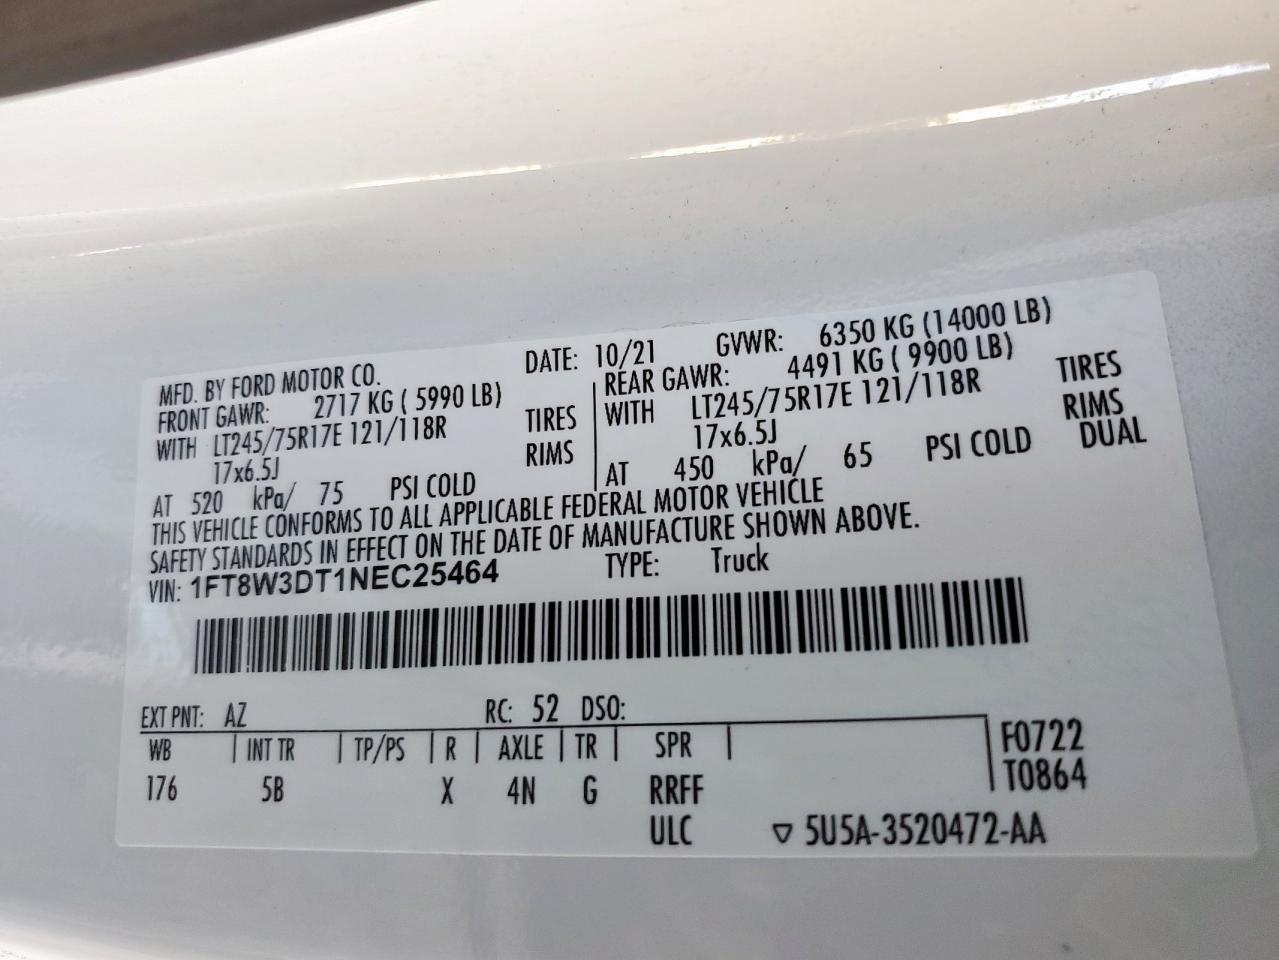 MFD. BY FORD MOTOR CO. DATE: 10/21 GVWR: 6350 KG (14000 LB)
FRONT GAWR: 2717 KG ( 5990 LB) REAR GAWR: 4491 KG ( 9900 LB)
WITH LT245/75R17E 121/118R TIRES WITH LT245/75R17E 121/118R TIRES
17x6.5J RIMS 17x6.5J RIMS
AT 520 kPa/ 75 PSI COLD AT 450 kPa/ 65 PSI COLD DUAL
THIS VEHICLE CONFORMS TO ALL APPLICABLE FEDERAL MOTOR VEHICLE
SAFETY STANDARDS IN EFFECT ON THE DATE OF MANUFACTURE SHOWN ABOVE.
VIN: 1FT8W3DT1NEC25464 TYPE: Truck
EXT PNT: AZ RC: 52 DSO:
WB | INT TR | TP/PS | R | AXLE | TR | SPR | F0722
176 5B X 4N G RRFF T0864
ULC ▽ 5U5A-3520472-AA